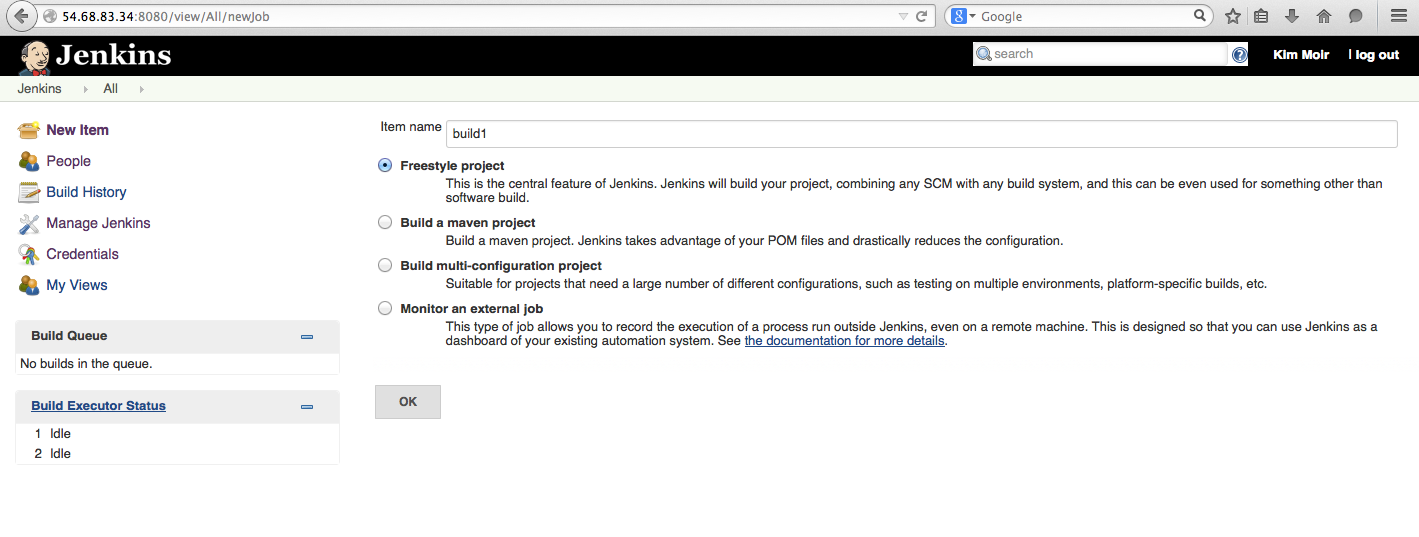 54.68.83.34:8080/view/All/newJob
Google
Jenkins
search
Kim Moir
log out
Jenkins
All
New Item
People
Build History
Manage Jenkins
Credentials
My Views
Build Queue
No builds in the queue.
Build Executor Status
1 Idle
2 Idle
Item name
build1
Freestyle project
This is the central feature of Jenkins. Jenkins will build your project, combining any SCM with any build system, and this can be even used for something other than
software build.
Build a maven project
Build a maven project. Jenkins takes advantage of your POM files and drastically reduces the configuration.
Build multi-configuration project
Suitable for projects that need a large number of different configurations, such as testing on multiple environments, platform-specific builds, etc.
Monitor an external job
This type of job allows you to record the execution of a process run outside Jenkins, even on a remote machine. This is designed so that you can use Jenkins as a
dashboard of your existing automation system. See the documentation for more details.
OK